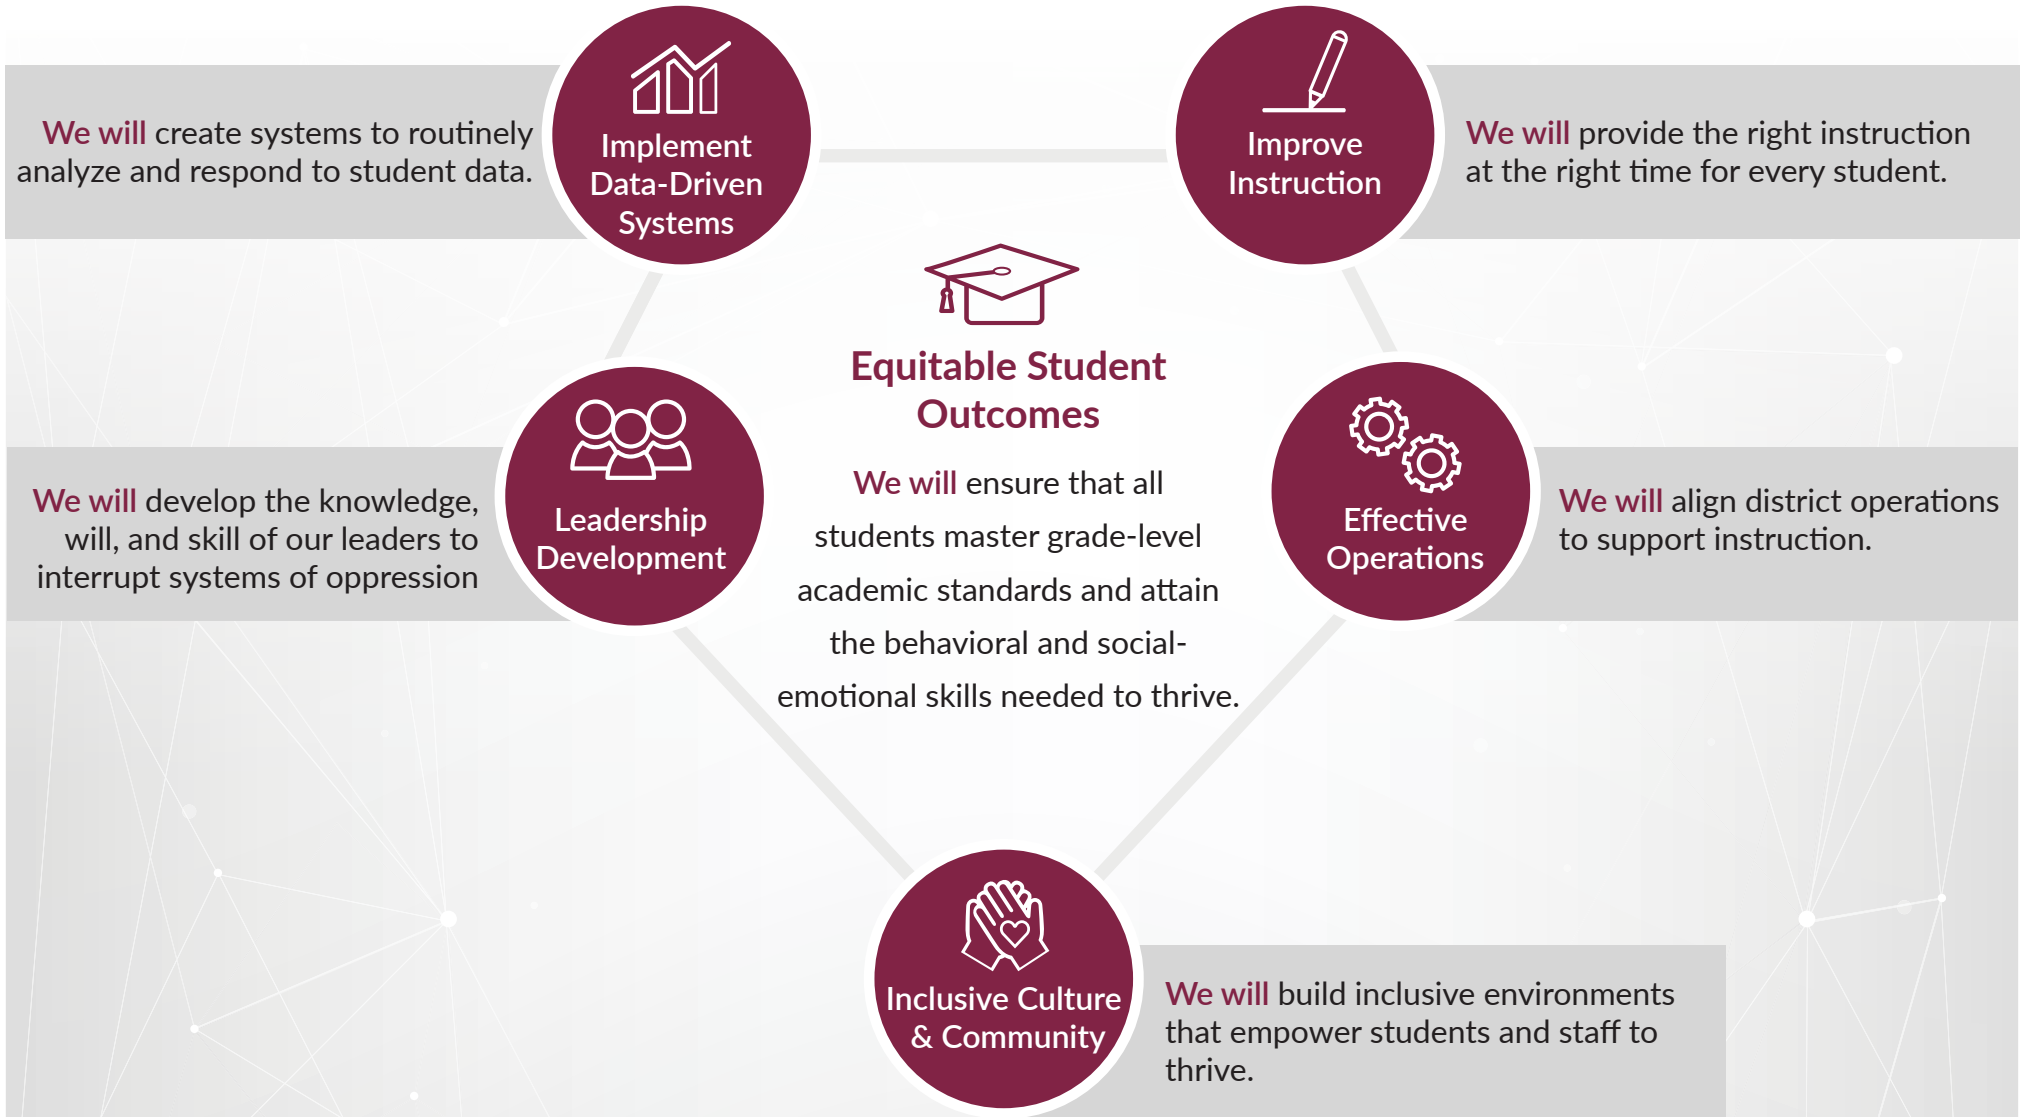 We will create systems to routinely
analyze and respond to student data.
Implement
Data-Driven
Systems
Improve
Instruction
We will provide the right instruction
at the right time for every student.
Equitable Student
Outcomes
We will ensure that all
students master grade-level
academic standards and attain
the behavioral and social-
emotional skills needed to thrive.
We will develop the knowledge,
will, and skill of our leaders to
interrupt systems of oppression
Leadership
Development
Effective
Operations
We will align district operations
to support instruction.
Inclusive Culture
& Community
We will build inclusive environments
that empower students and staff to
thrive.